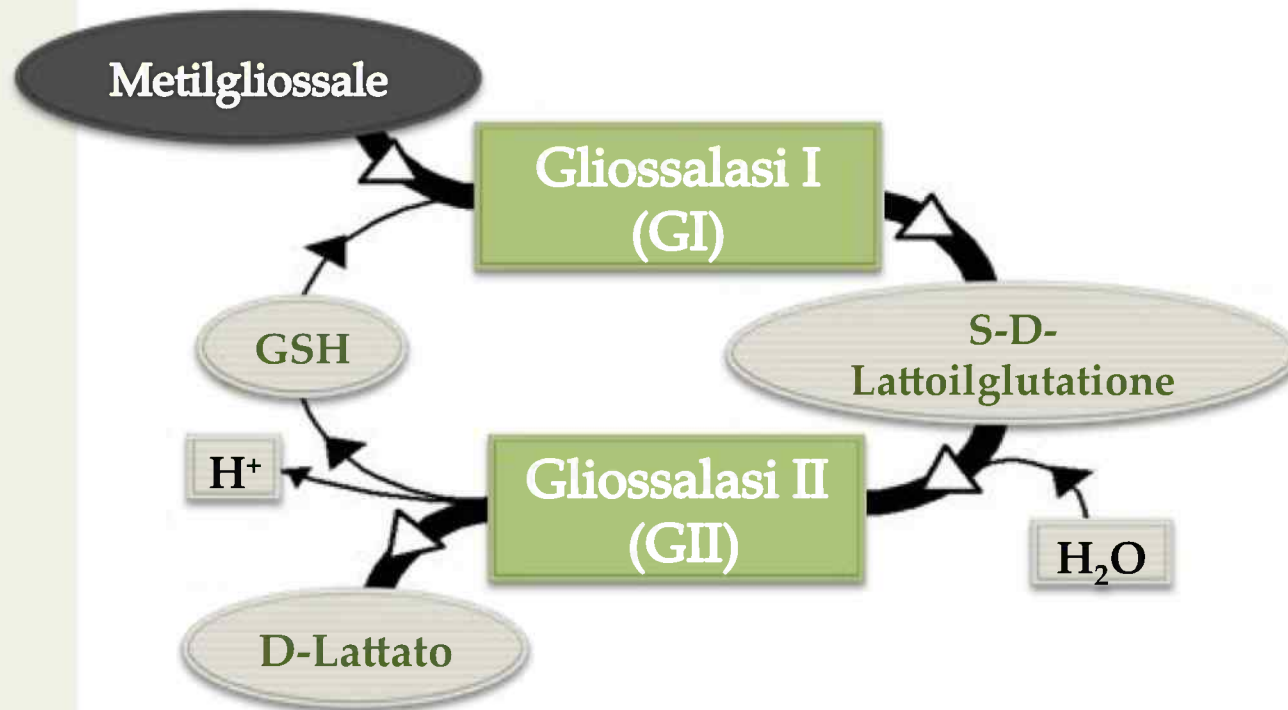 Metilgliossale
Gliossalasi I
(GI)
GSH
S-D-
Lattoilglutatione
H⁺
Gliossalasi II
(GII)
H₂O
D-Lattato